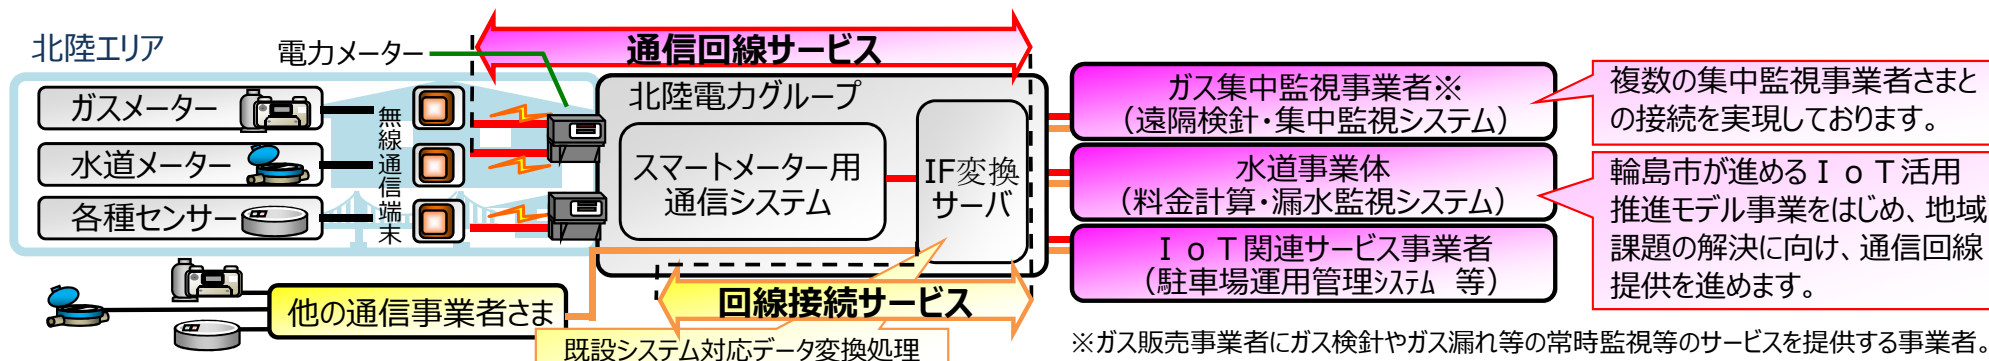 北陸エリア
電力メーター
通信回線サービス
ガスメーター
水道メーター
各種センサー
無線通信端末
北陸電力グループ
スマートメーター用
通信システム
IF変換
サーバ
ガス集中監視事業者※
（遠隔検針・集中監視システム）
水道事業体
（料金計算・漏水監視システム）
ＩｏＴ関連サービス事業者
（駐車場運用管理ｼｽﾃﾑ 等）
複数の集中監視事業者さまと
の接続を実現しております。
輪島市が進めるＩｏＴ活用
推進モデル事業をはじめ、地域
課題の解決に向け、通信回線
提供を進めます。
他の通信事業者さま
回線接続サービス
既設システム対応データ変換処理
※ガス販売事業者にガス検針やガス漏れ等の常時監視等のサービスを提供する事業者。